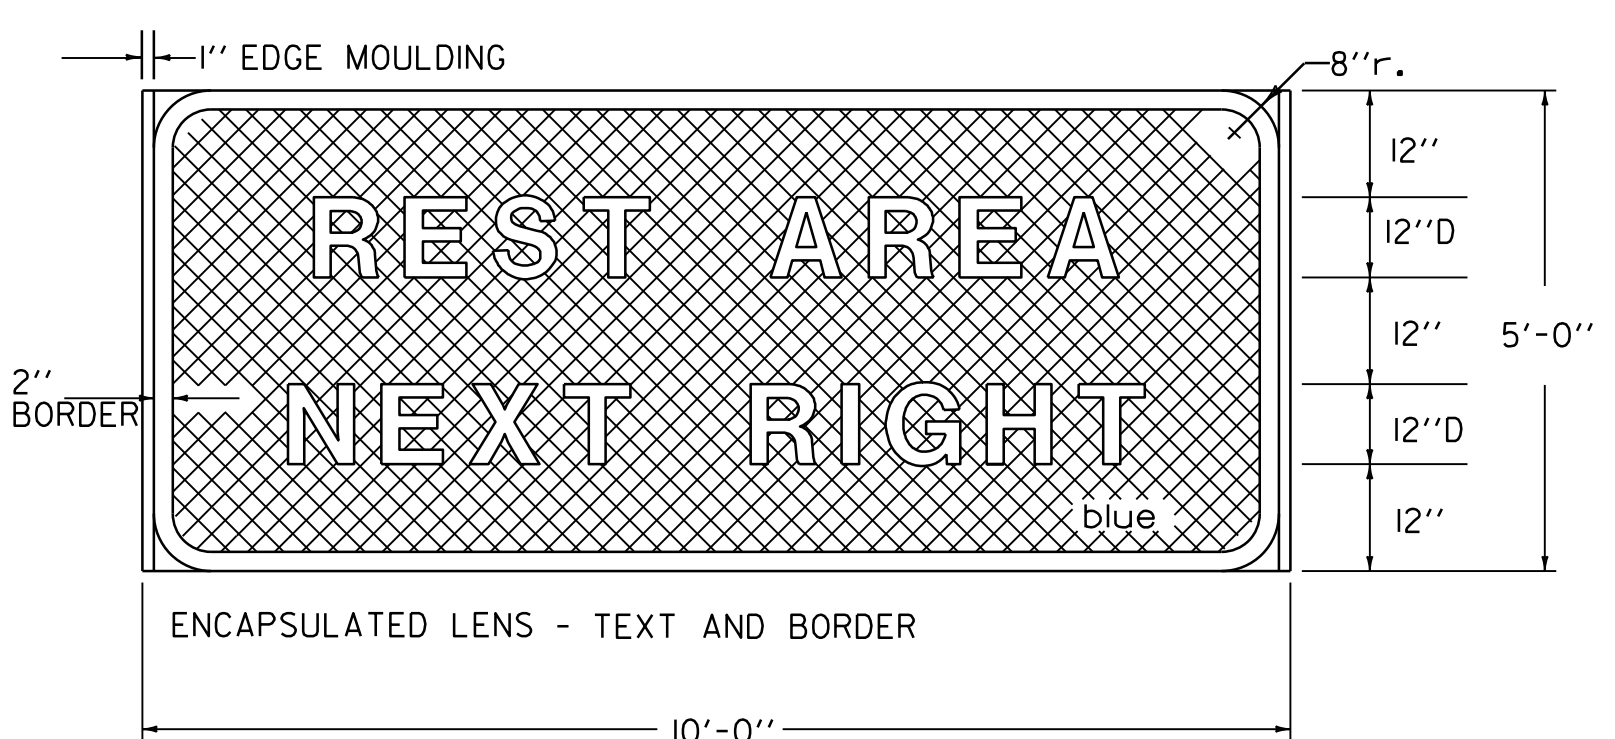 1'' EDGE MOULDING
8''r.
12''
REST AREA
12''D
12''
5'-0''
2''
BORDER
NEXT RIGHT
12''D
blue
12''
ENCAPSULATED LENS - TEXT AND BORDER
10'-0''